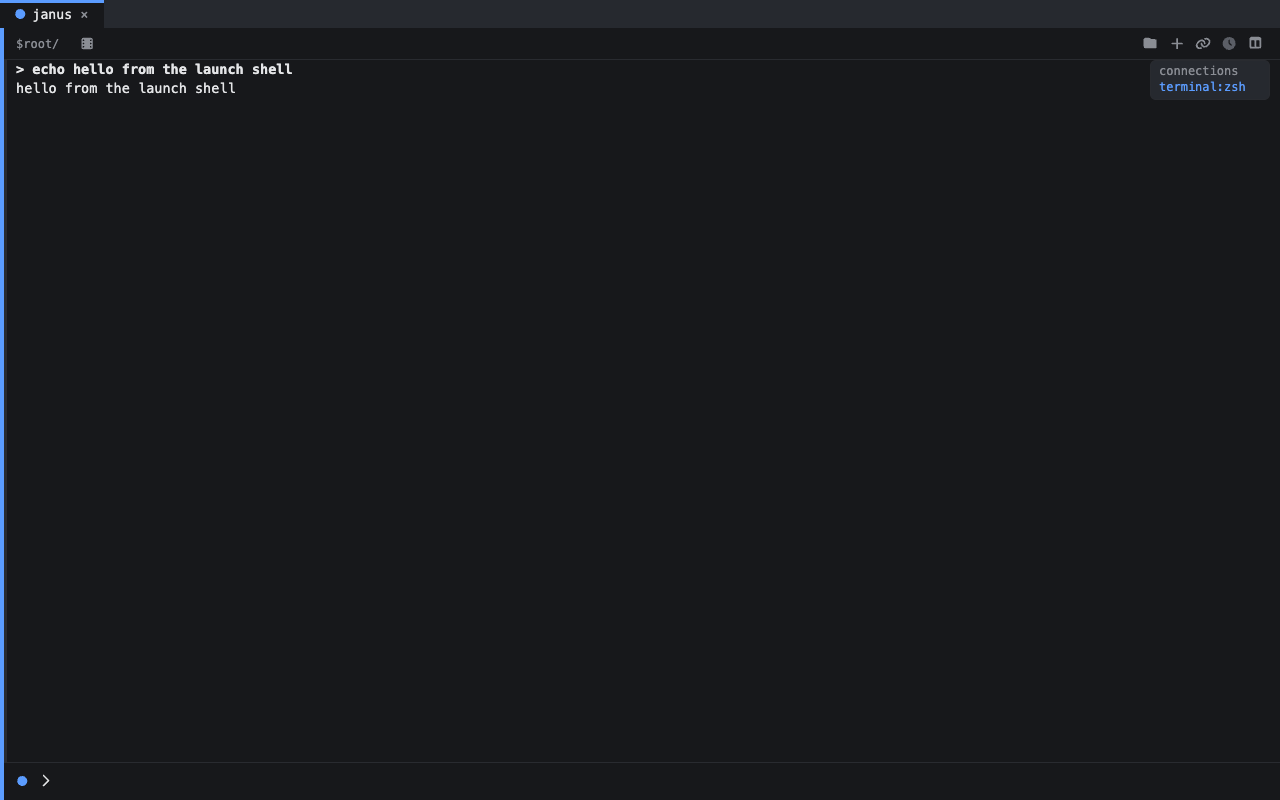 janus ×
$root/
> echo hello from the launch shell
hello from the launch shell
connections
terminal:zsh
>